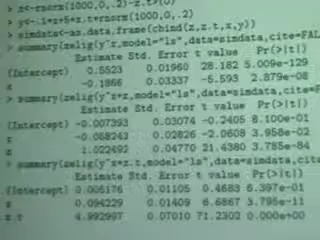 > x<-rnorm(1000,0,.2)-z.t>(0)
> y<-.1+z+5*z.t+rnorm(1000,0,.2)
> simdata<-as.data.frame(cbind(z,z.t,x,y))
> summary(zelig(y~x,model="ls",data=simdata,cite=FAL
Estimate Std. Error t value Pr(>|t|)
(Intercept) 0.5523 0.01960 28.182 5.009e-129
x -0.1866 0.03337 -5.593 2.879e-08
> summary(zelig(y~x+z,model="ls",data=simdata,cite=F
Estimate Std. Error t value Pr(>|t|)
(Intercept) -0.007393 0.03074 -0.2405 8.100e-01
x -0.058243 0.02826 -2.0608 3.958e-02
z 1.022492 0.04770 21.4380 3.785e-84
> summary(zelig(y~x+z.t,model="ls",data=simdata,cite
Estimate Std. Error t value Pr(>|t|)
(Intercept) 0.005176 0.01105 0.4683 6.397e-01
x 0.094229 0.01409 6.6867 3.795e-11
z.t 4.992997 0.07010 71.2302 0.000e+00